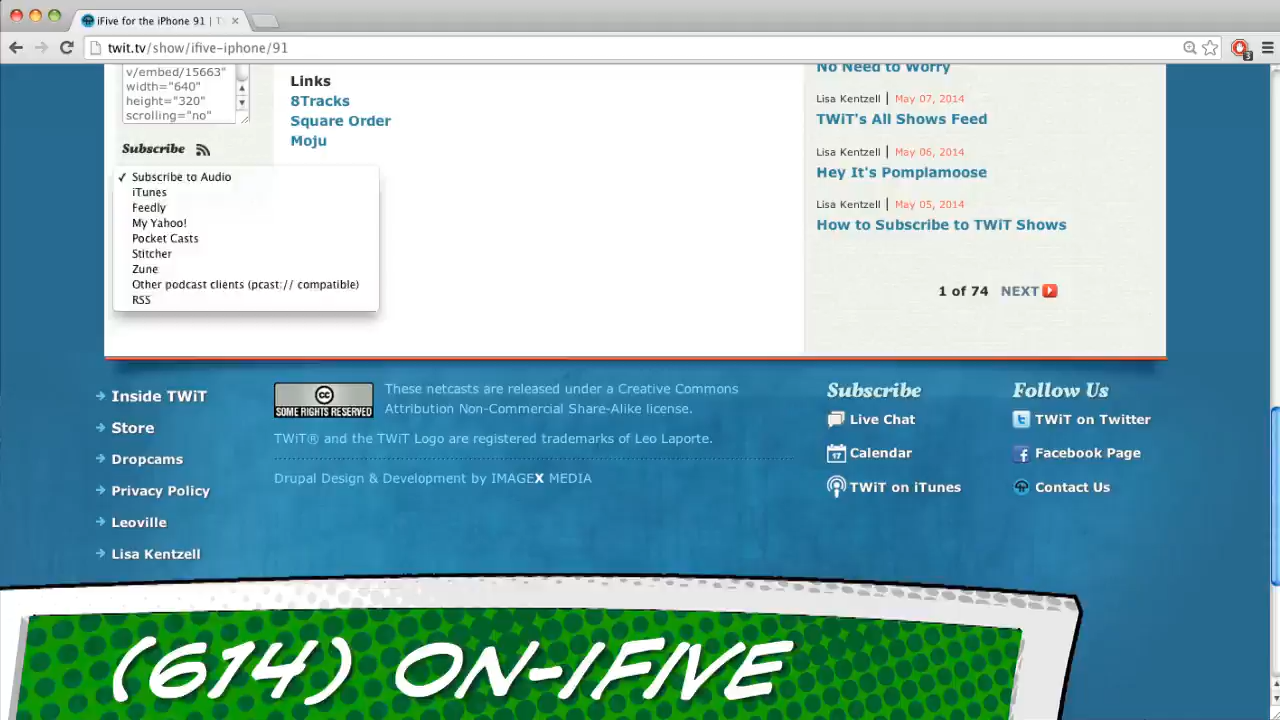 iFive for the iPhone 91 | T
twit.tv/show/ifive-iphone/91
3
v/embed/15663"
width="640"
height="320"
scrolling="no"
Subscribe
✓ Subscribe to Audio
iTunes
Feedly
My Yahoo!
Pocket Casts
Stitcher
Zune
Other podcast clients (pcast:// compatible)
RSS
Links
8Tracks
Square Order
Moju
No Need to Worry
Lisa Kentzell | May 07, 2014
TWiT's All Shows Feed
Lisa Kentzell | May 06, 2014
Hey It's Pomplamoose
Lisa Kentzell | May 05, 2014
How to Subscribe to TWiT Shows
1 of 74 NEXT
Inside TWiT
Store
Dropcams
Privacy Policy
Leoville
Lisa Kentzell
cc
SOME RIGHTS RESERVED
These netcasts are released under a Creative Commons
Attribution Non-Commercial Share-Alike license.
TWiT® and the TWiT Logo are registered trademarks of Leo Laporte.
Drupal Design & Development by IMAGEX MEDIA
Subscribe
Live Chat
17 Calendar
TWiT on iTunes
Follow Us
TWiT on Twitter
Facebook Page
Contact Us
(614) ON-IFIVE